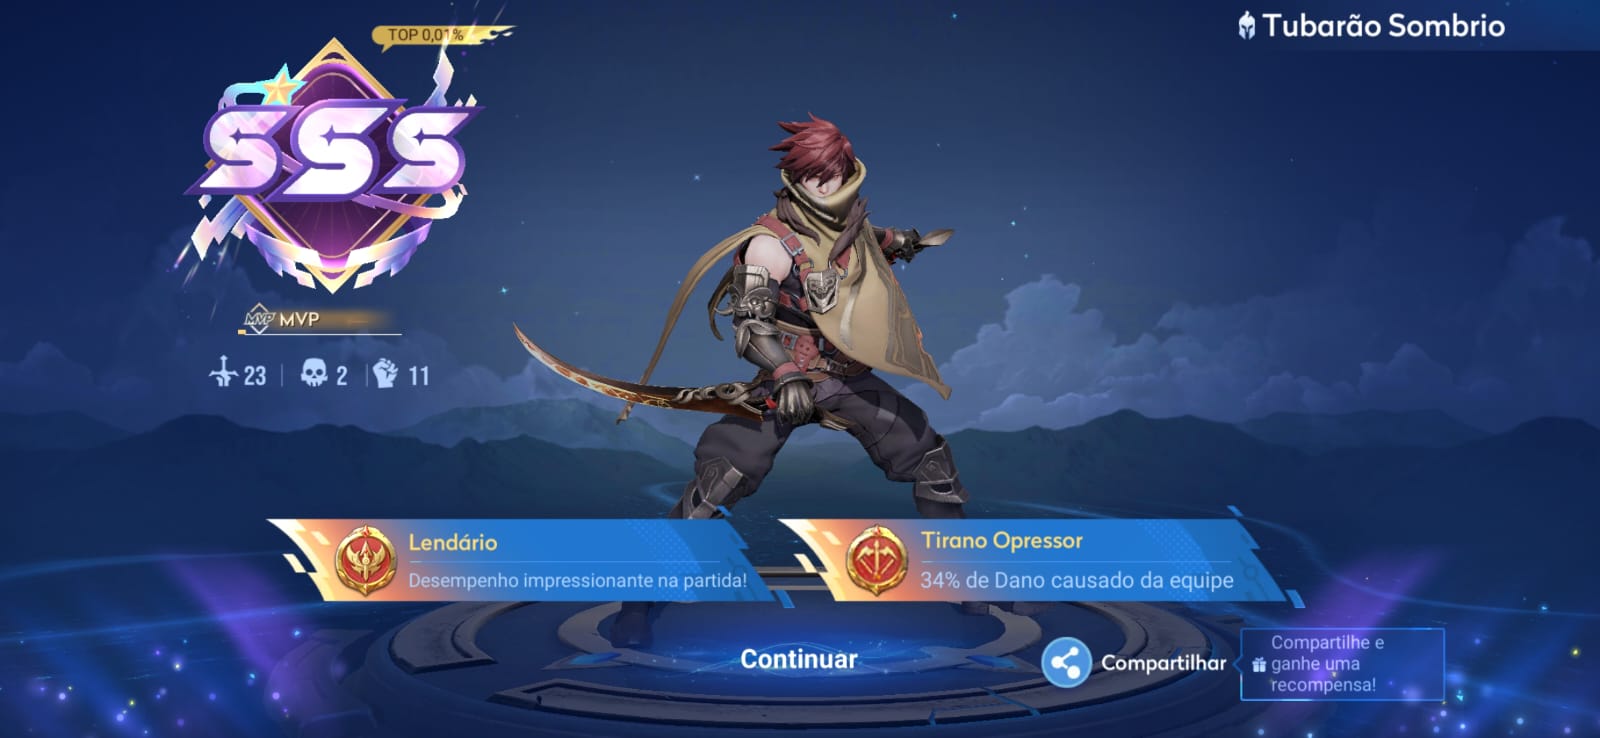 TOP 0,01%
Tubarão Sombrio
SSS
MVP MVP
23 2 11
Lendário
Desempenho impressionante na partida!
Tirano Opressor
34% de Dano causado da equipe
Continuar
Compartilhar
Compartilhe e
ganhe uma
recompensa!